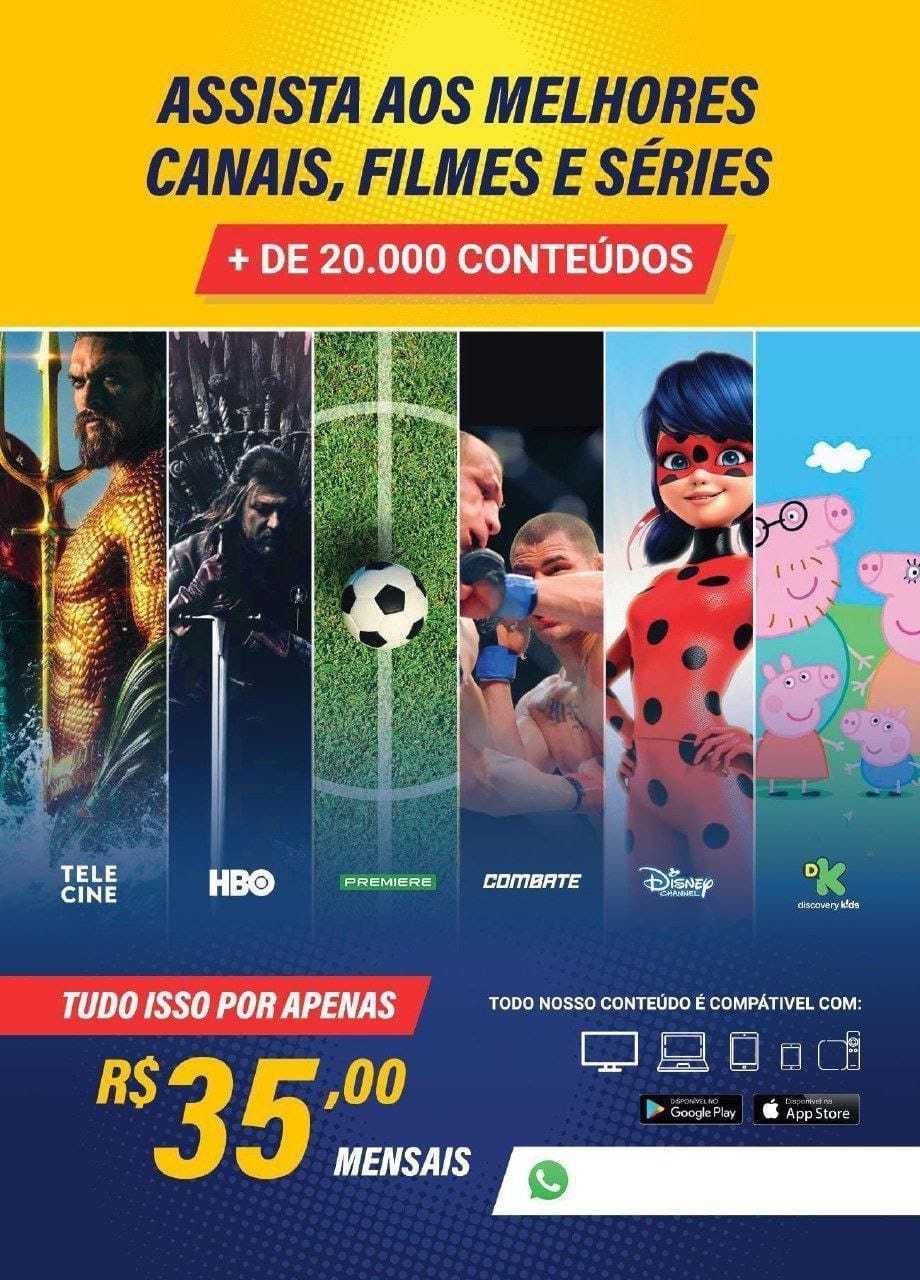 ASSISTA AOS MELHORES
CANAIS, FILMES E SÉRIES
+ DE 20.000 CONTEÚDOS
TELE
CINE
HBO
PREMIERE
COMBATE
DISNEY
CHANNEL
DK
discovery kids
TUDO ISSO POR APENAS
R$35,00
MENSAIS
TODO NOSSO CONTEÚDO É COMPÁTIVEL COM:
DISPONÍVEL NO
Google Play
Disponível na
App Store